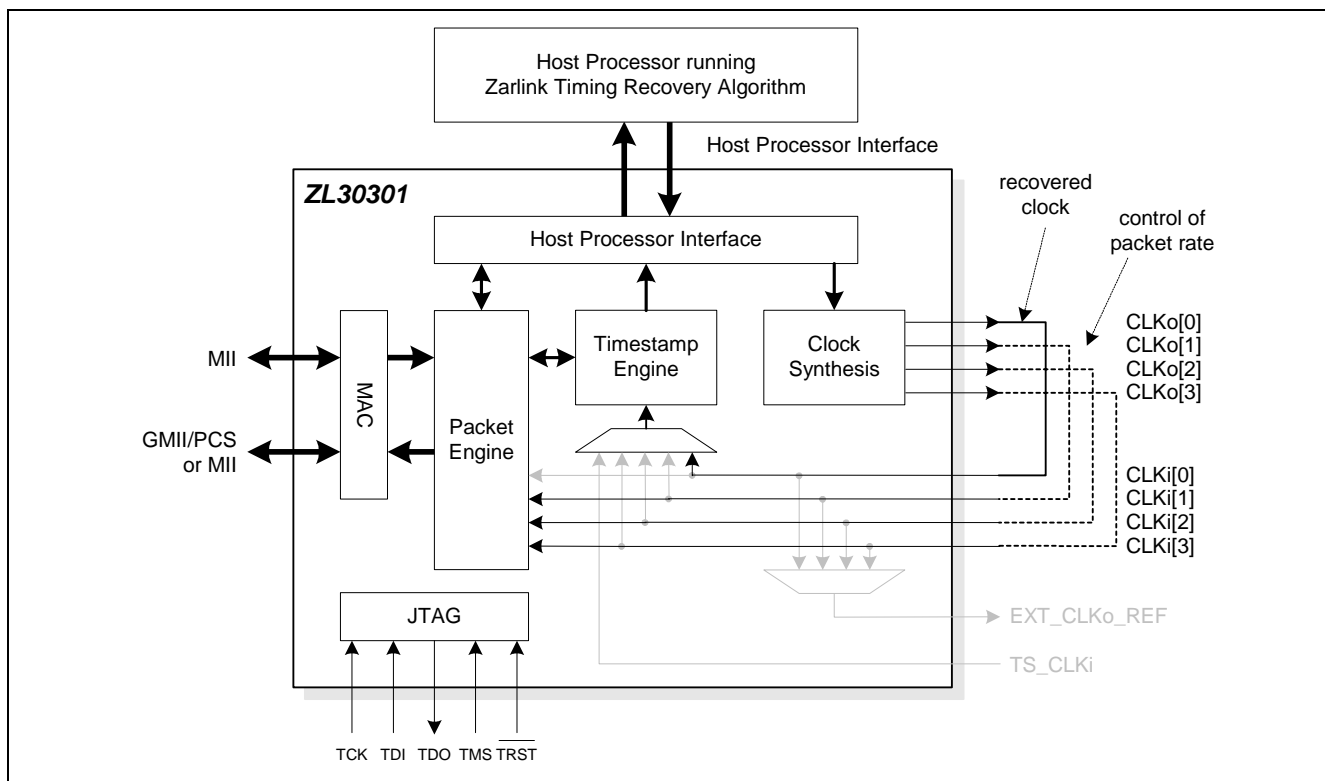 Host Processor running
Zarlink Timing Recovery Algorithm
Host Processor Interface
ZL30301
recovered
clock
control of
packet rate
Host Processor Interface
MII
GMII/PCS
or MII
MAC
Packet
Engine
Timestamp
Engine
Clock
Synthesis
CLKo[0]
CLKo[1]
CLKo[2]
CLKo[3]
CLKi[0]
CLKi[1]
CLKi[2]
CLKi[3]
EXT_CLKo_REF
TS_CLKi
JTAG
TCK
TDI
TDO
TMS
TRST